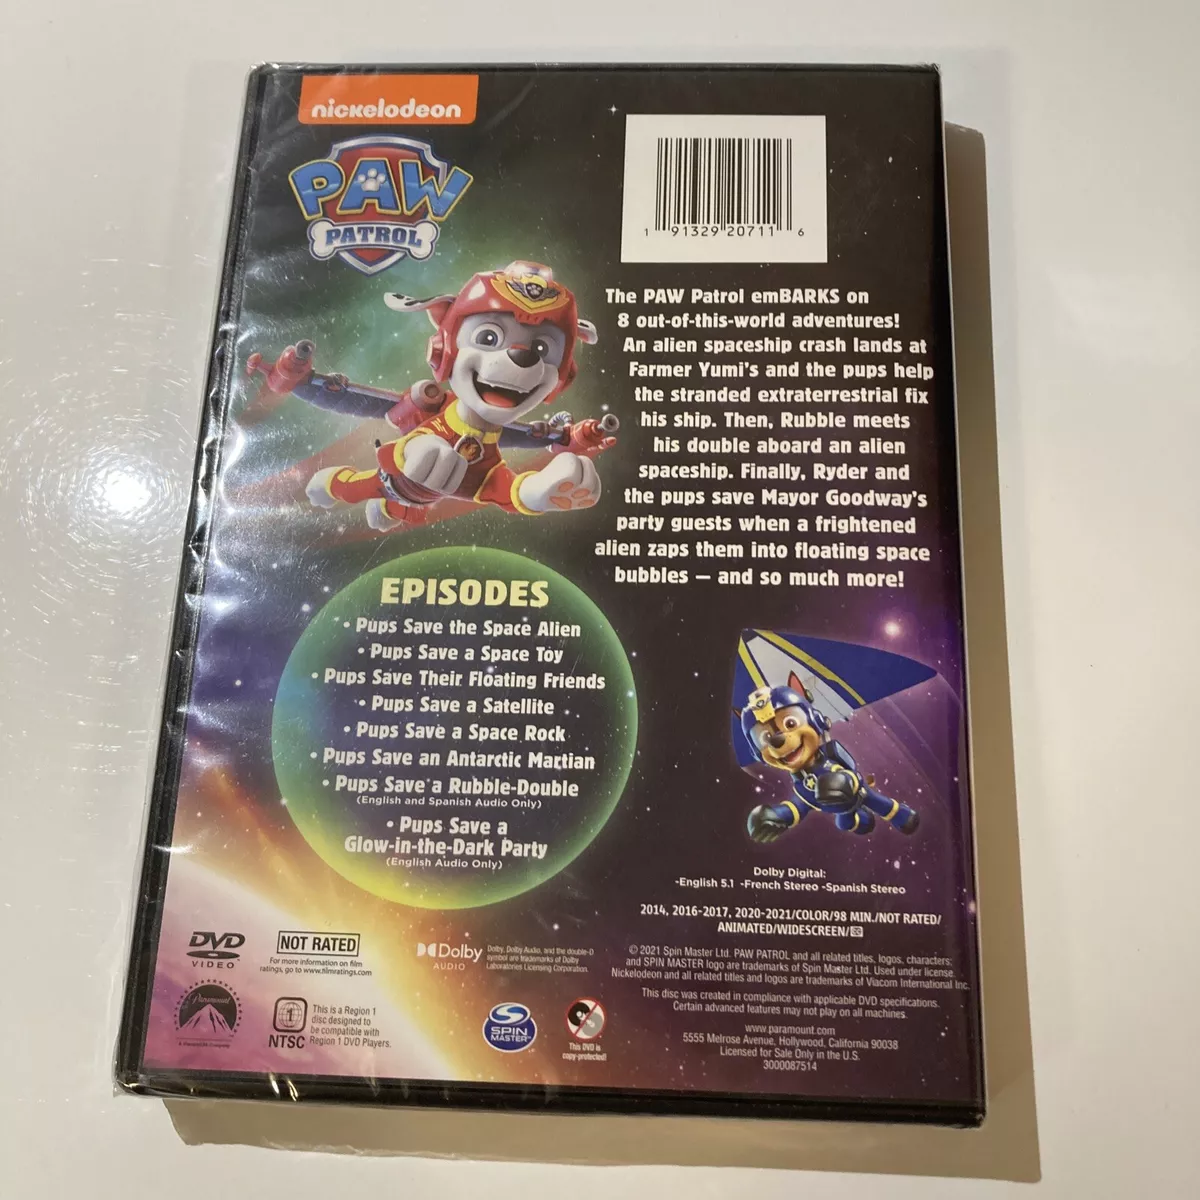 nickelodeon
PAW
PATROL
1 91329 20711 6
The PAW Patrol emBARKS on
8 out-of-this-world adventures!
An alien spaceship crash lands at
Farmer Yumi's and the pups help
the stranded extraterrestrial fix
his ship. Then, Rubble meets
his double aboard an alien
spaceship. Finally, Ryder and
the pups save Mayor Goodway's
party guests when a frightened
alien zaps them into floating space
bubbles — and so much more!
EPISODES
• Pups Save the Space Alien
• Pups Save a Space Toy
• Pups Save Their Floating Friends
• Pups Save a Satellite
• Pups Save a Space Rock
• Pups Save an Antarctic Martian
• Pups Save a Rubble-Double
(English and Spanish Audio Only)
• Pups Save a
Glow-in-the-Dark Party
(English Audio Only)
Dolby Digital:
-English 5.1 -French Stereo -Spanish Stereo
2014, 2016-2017, 2020-2021/COLOR/98 MIN./NOT RATED/
ANIMATED/WIDESCREEN/
DVD
VIDEO
NOT RATED
For more information on film
ratings, go to www.filmratings.com
Dolby
AUDIO
Dolby, Dolby Audio, and the double-D
symbol are trademarks of Dolby
Laboratories Licensing Corporation.
© 2021 Spin Master Ltd. PAW PATROL and all related titles, logos, characters;
and SPIN MASTER logo are trademarks of Spin Master Ltd. Used under license.
Nickelodeon and all related titles and logos are trademarks of Viacom International Inc.
This DVD was created in compliance with applicable DVD specifications.
Certain advanced features may not play on all machines.
www.paramount.com
5555 Melrose Avenue, Hollywood, California 90038
Licensed for Sale Only in the U.S.
3000087514
Paramount
1
NTSC
This is a Region 1
disc designed to
be compatible with
Region 1 DVD Players.
SPIN
MASTER
This DVD is
copy-protected!